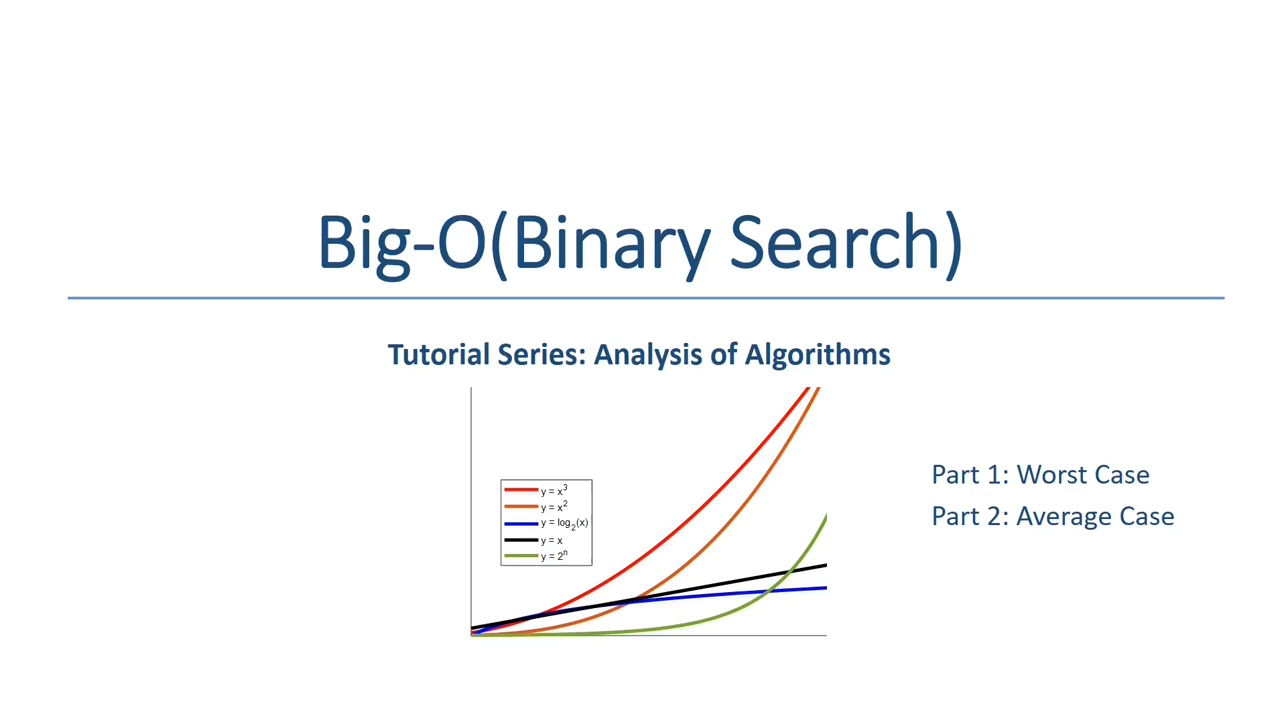 Big-O(Binary Search)
Tutorial Series: Analysis of Algorithms
y = x³
y = x²
y = log₂(x)
y = x
y = 2ⁿ
Part 1: Worst Case
Part 2: Average Case